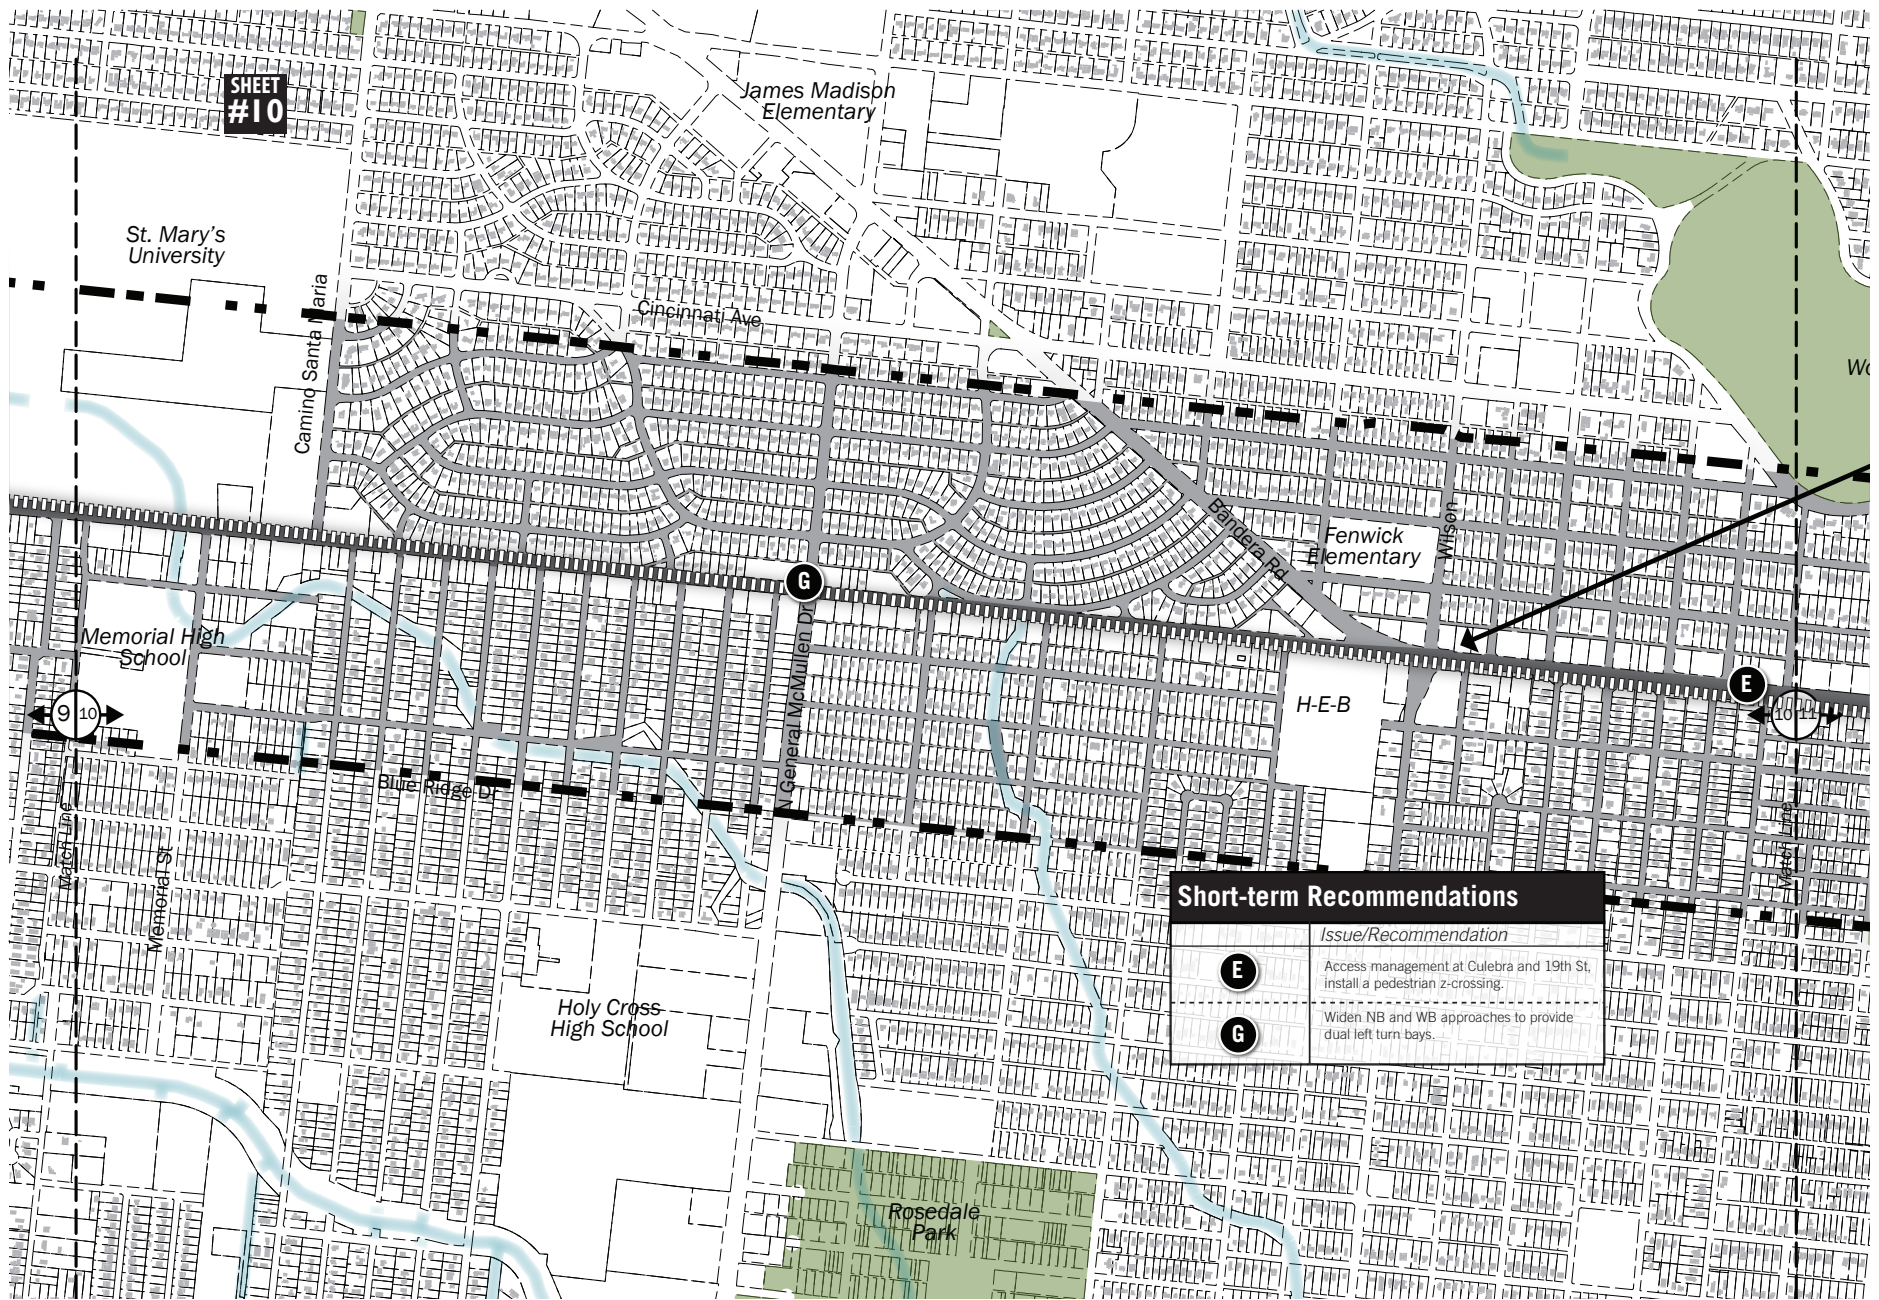 SHEET
#10
James Madison
Elementary
St. Mary's
University
Camino Santa Maria
Cincinnati Ave
Wo
Bandera Rd
Fenwick
Elementary
Wilson
G
Memorial High
School
N General McMullen Dr
H-E-B
E
9 10
10 11
Blue Ridge Dr
Match Line
Memorial St
Match Line
Short-term Recommendations
Issue/Recommendation
E
Access management at Culebra and 19th St,
install a pedestrian z-crossing.
G
Widen NB and WB approaches to provide
dual left turn bays.
Holy Cross
High School
Rosedale
Park